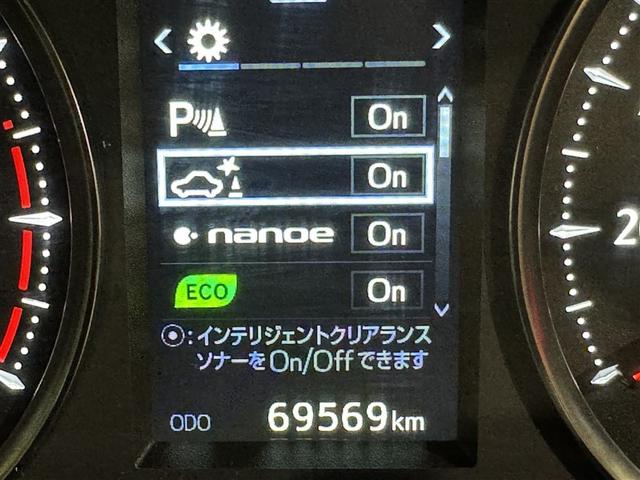 P On
On
nanoe On
ECO On
⦿:インテリジェントクリアランス
ソナーをOn/Offできます
ODO 69569km
20